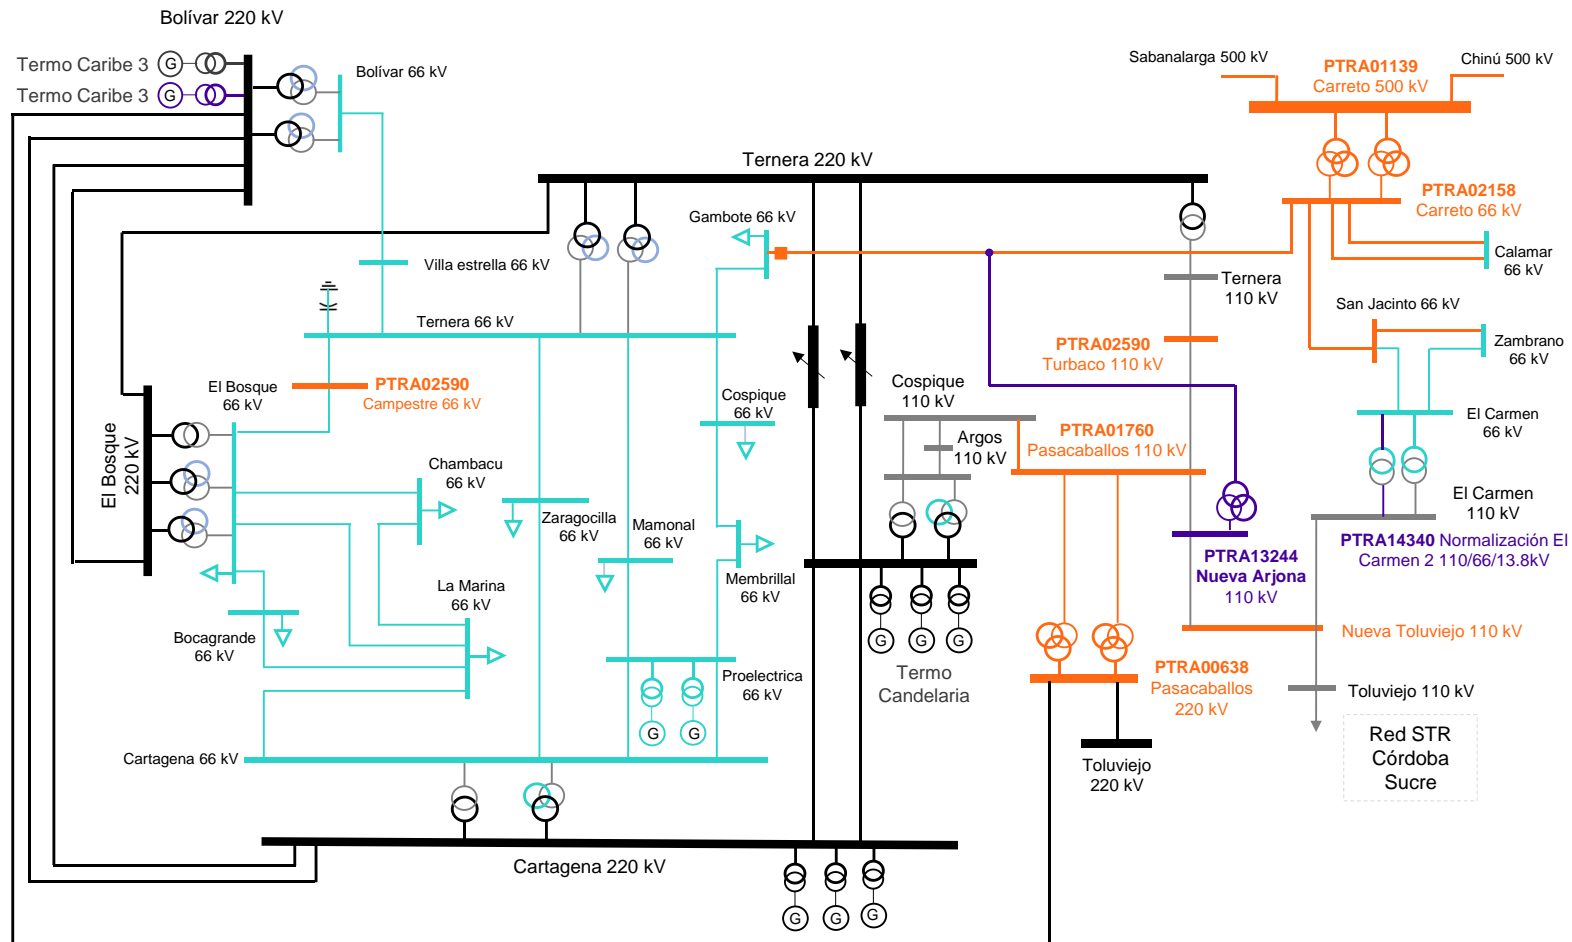 Bolívar 220 kV
Termo Caribe 3
G
Termo Caribe 3
G
Bolívar 66 kV
Sabanalarga 500 kV
PTRA01139
Carreto 500 kV
Chinú 500 kV
Ternera 220 kV
PTRA02158
Carreto 66 kV
Gambote 66 kV
Villa estrella 66 kV
Calamar
66 kV
Ternera
110 kV
San Jacinto 66 kV
Ternera 66 kV
PTRA02590
Turbaco 110 kV
Zambrano
66 kV
El Bosque
66 kV
PTRA02590
Campestre 66 kV
Cospique
66 kV
Cospique
110 kV
El Carmen
66 kV
El Bosque
220 kV
Argos
110 kV
PTRA01760
Pasacaballos 110 kV
Chambacu
66 kV
Zaragocilla
66 kV
Mamonal
66 kV
El Carmen
110 kV
PTRA13244
Nueva Arjona
110 kV
PTRA14340 Normalización El
Carmen 2 110/66/13.8kV
Membrillal
66 kV
La Marina
66 kV
Bocagrande
66 kV
G
G
G
Nueva Toluviejo 110 kV
Termo
Candelaria
Proelectrica
66 kV
PTRA00638
Pasacaballos
220 kV
Toluviejo 110 kV
G
G
Red STR
Córdoba
Sucre
Cartagena 66 kV
Toluviejo
220 kV
Cartagena 220 kV
G
G
G